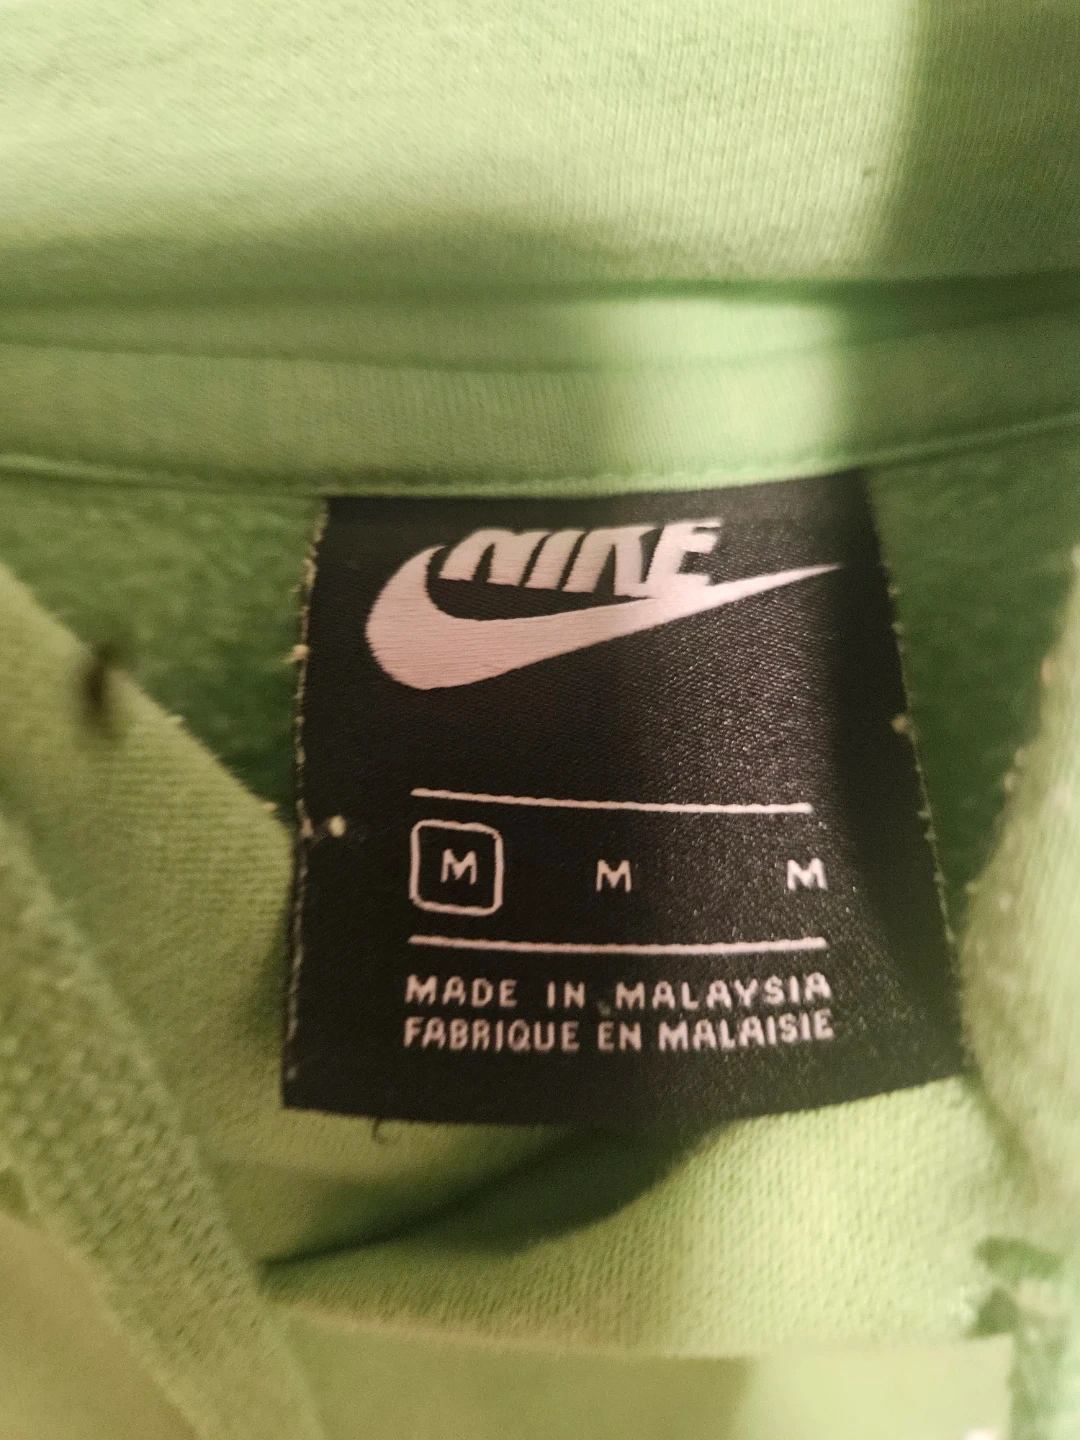 NIKE
M M M
MADE IN MALAYSIA
FABRIQUE EN MALAISIE